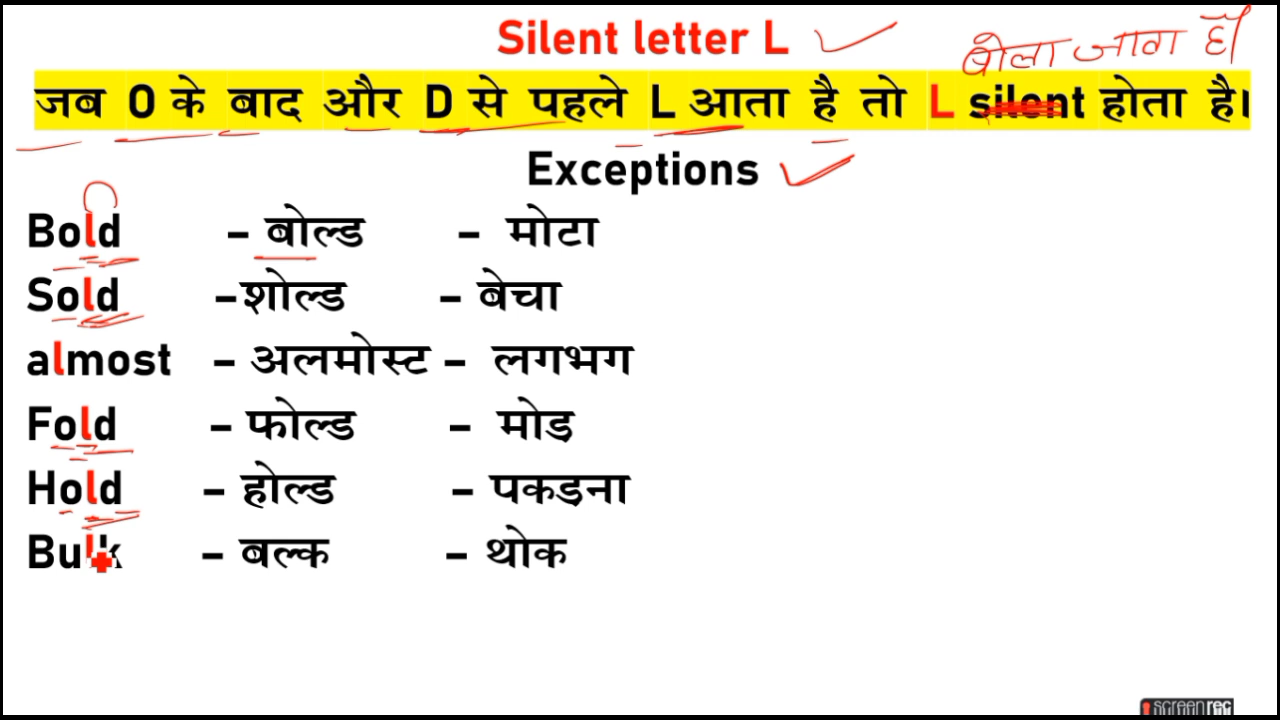 Silent letter L
बोला जाता है
जब O के बाद और D से पहले L आता है तो L silent होता है।
Exceptions
Bold – बोल्ड – मोटा
Sold –शोल्ड – बेचा
almost – अलमोस्ट – लगभग
Fold – फोल्ड – मोड़
Hold – होल्ड – पकड़ना
Bulk – बल्क – थोक
screenrec